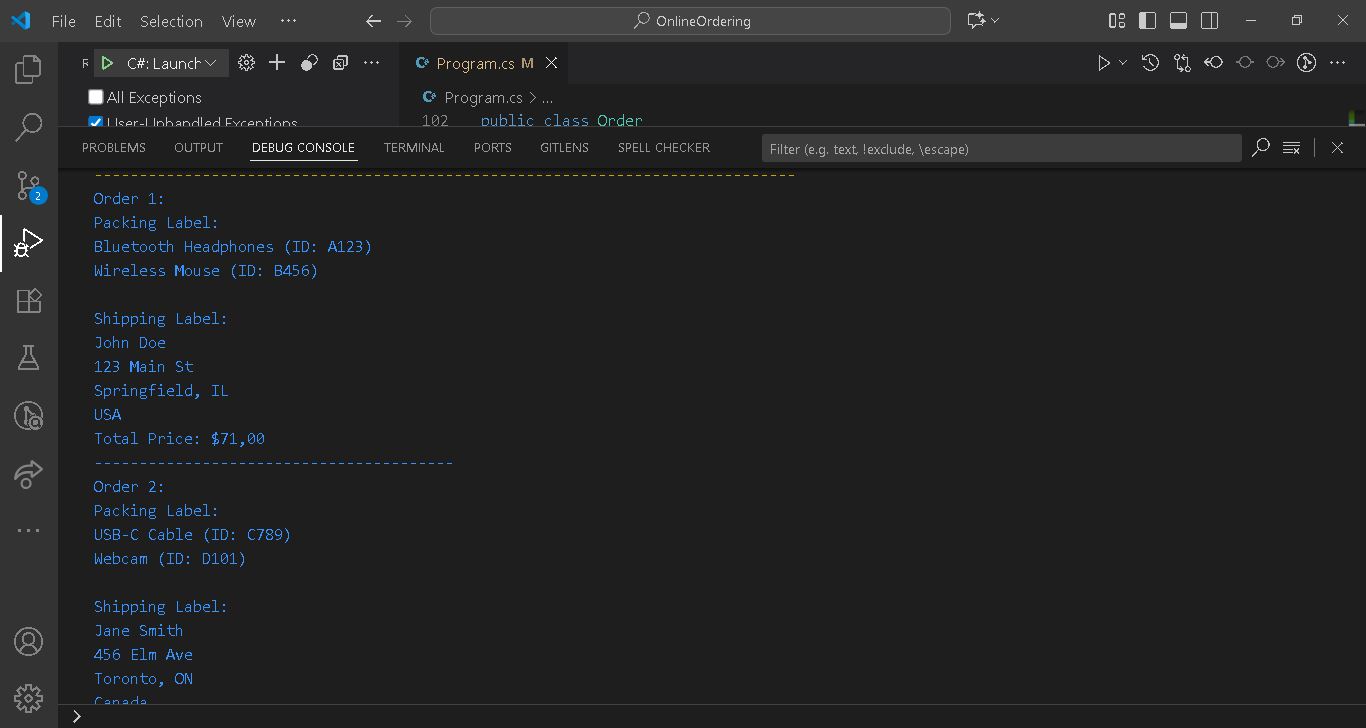 File Edit Selection View ··· OnlineOrdering
R C#: Launch ···
Program.cs M
All Exceptions
Program.cs > ...
User-Unhandled Exceptions
102 public class Order
PROBLEMS OUTPUT DEBUG CONSOLE TERMINAL PORTS GITLENS SPELL CHECKER Filter (e.g. text, !exclude, \escape)
------------------------------------------------------------------------------
2
Order 1:
Packing Label:
Bluetooth Headphones (ID: A123)
Wireless Mouse (ID: B456)
Shipping Label:
John Doe
123 Main St
Springfield, IL
USA
Total Price: $71,00
----------------------------------------
Order 2:
Packing Label:
USB-C Cable (ID: C789)
Webcam (ID: D101)
Shipping Label:
Jane Smith
456 Elm Ave
Toronto, ON
Canada
>